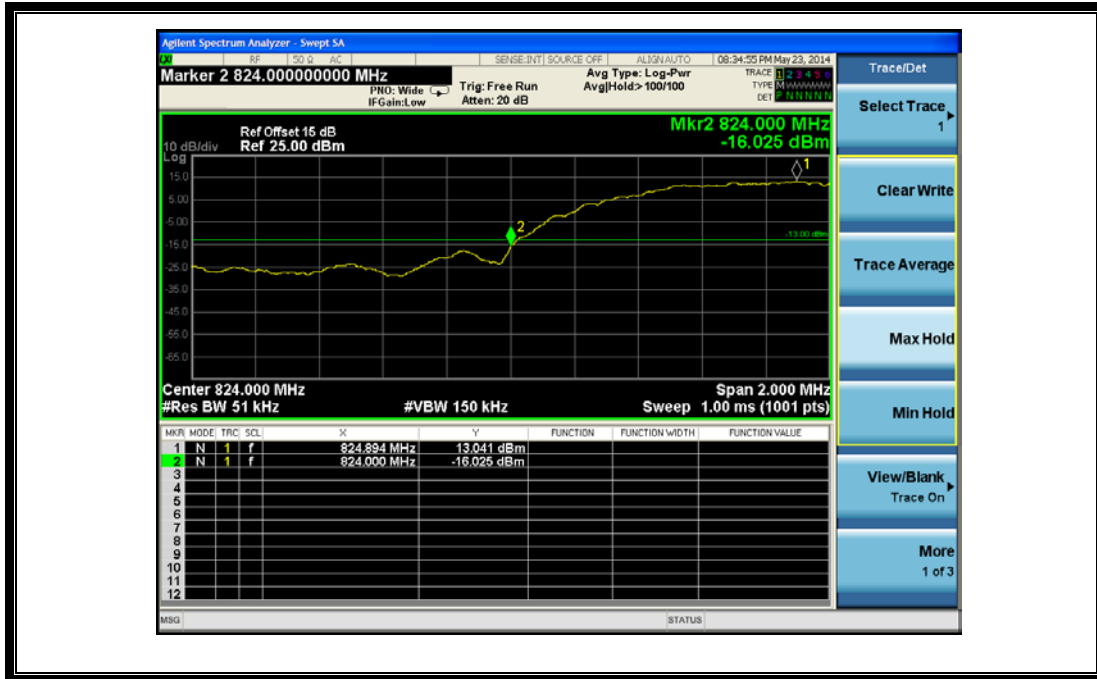 Agilent Spectrum Analyzer - Swept SA
RF 50 Ω AC SENSE:INT SOURCE OFF ALIGN AUTO 08:34:55 PM May 23, 2014
Marker 2 824.000000000 MHz
PNO: Wide
IFGain:Low
Trig: Free Run
Atten: 20 dB
Avg Type: Log-Pwr
Avg|Hold:> 100/100
TRACE 1 2 3 4 5 6
TYPE M
DET P N N N N N
Mkr2 824.000 MHz
-16.025 dBm
Ref Offset 15 dB
10 dB/div Ref 25.00 dBm
Log
1
15.0
5.00
-5.00
2
-13.00 dBm
-15.0
-25.0
-35.0
-45.0
-55.0
-65.0
Center 824.000 MHz Span 2.000 MHz
#Res BW 51 kHz #VBW 150 kHz Sweep 1.00 ms (1001 pts)
MKR MODE TRC SCL X Y FUNCTION FUNCTION WIDTH FUNCTION VALUE
1 N 1 f 824.894 MHz 13.041 dBm
2 N 1 f 824.000 MHz -16.025 dBm
3
4
5
6
7
8
9
10
11
12
MSG STATUS
Trace/Det
Select Trace
1
Clear Write
Trace Average
Max Hold
Min Hold
View/Blank
Trace On
More
1 of 3